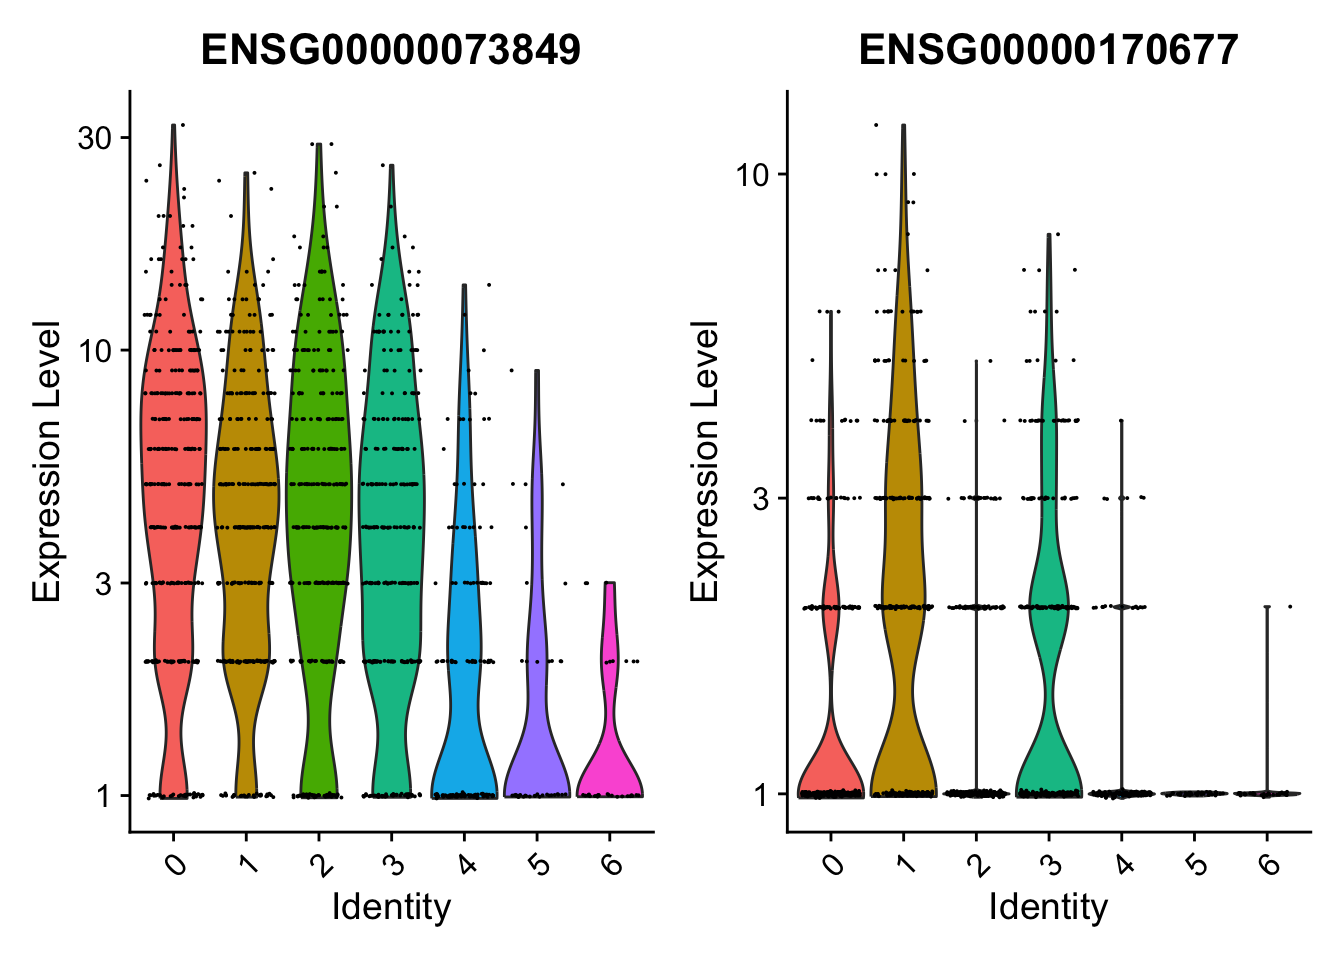 ENSG00000073849
Expression Level
30
10
3
1
0 1 2 3 4 5 6
Identity
ENSG00000170677
Expression Level
10
3
1
0 1 2 3 4 5 6
Identity